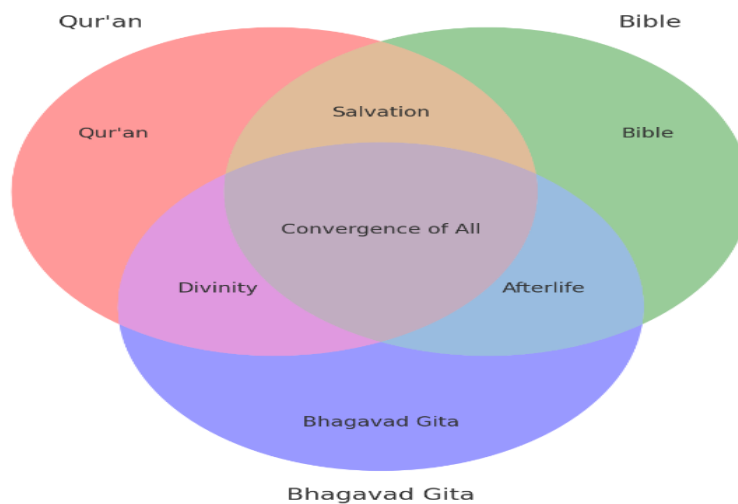 Qur'an
Bible
Salvation
Qur'an
Bible
Convergence of All
Divinity
Afterlife
Bhagavad Gita
Bhagavad Gita